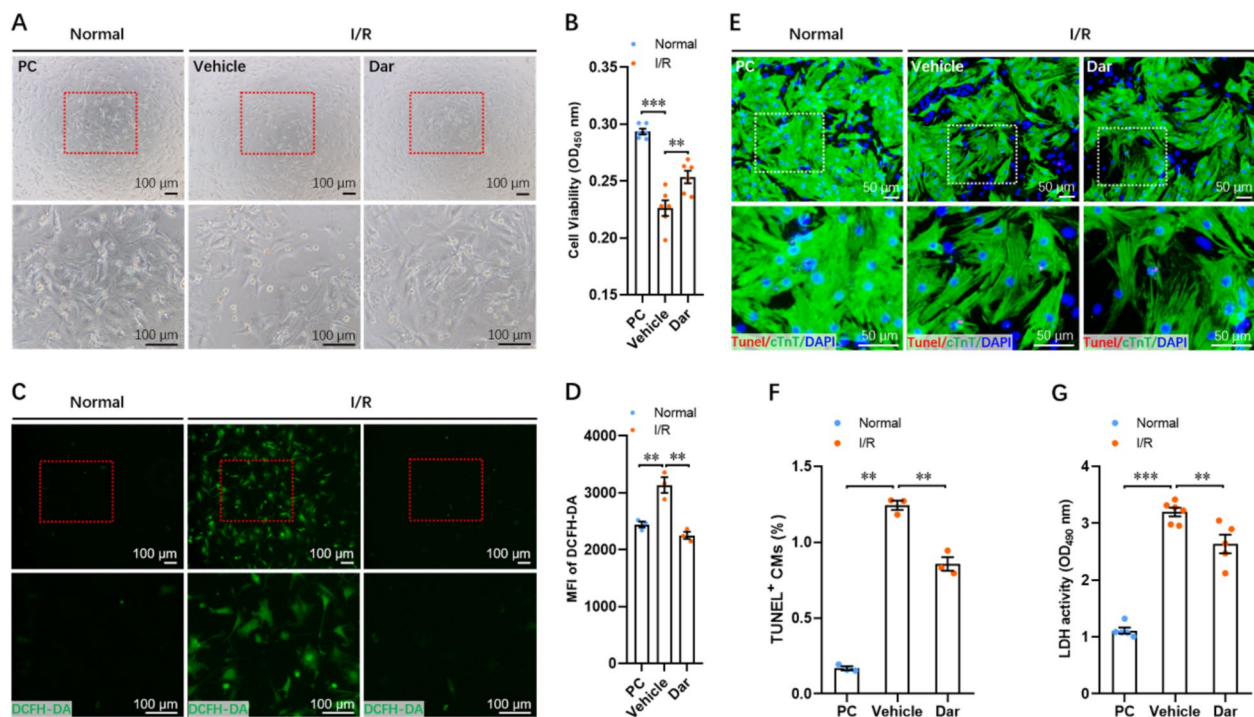 A
Normal
I/R
PC
Vehicle
Dar
100 μm
100 μm
100 μm
100 μm
100 μm
100 μm
B
Normal
I/R
Cell Viability (OD450 nm)
0.35
0.30
0.25
0.20
0.15
***
**
PC
Vehicle
Dar
E
Normal
I/R
PC
Vehicle
Dar
50 μm
50 μm
50 μm
50 μm
50 μm
50 μm
Tunel/cTnT/DAPI
Tunel/cTnT/DAPI
Tunel/cTnT/DAPI
C
Normal
I/R
100 μm
100 μm
100 μm
DCFH-DA
100 μm
DCFH-DA
100 μm
DCFH-DA
100 μm
D
Normal
I/R
MFI of DCFH-DA
4000
3000
2000
1000
0
**
**
PC
Vehicle
Dar
F
Normal
I/R
TUNEL+ CMs (%)
1.5
1.0
0.5
0.0
**
**
PC
Vehicle
Dar
G
Normal
I/R
LDH activity (OD490 nm)
4
3
2
1
0
***
**
PC
Vehicle
Dar